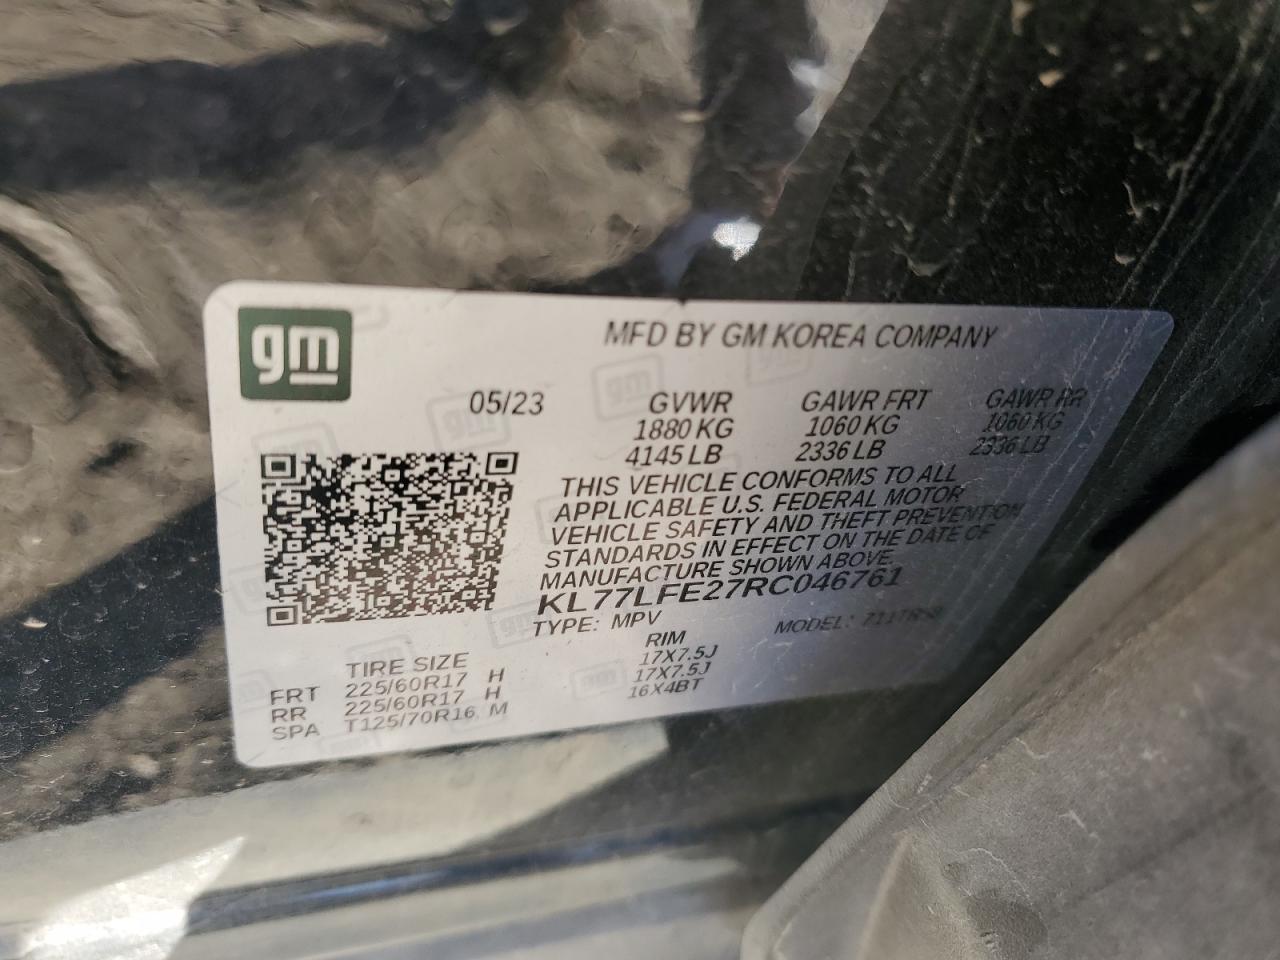 gm
MFD BY GM KOREA COMPANY
05/23 GVWR GAWR FRT GAWR RR
1880 KG 1060 KG 1060 KG
4145 LB 2336 LB 2336 LB
THIS VEHICLE CONFORMS TO ALL
APPLICABLE U.S. FEDERAL MOTOR
VEHICLE SAFETY AND THEFT PREVENTION
STANDARDS IN EFFECT ON THE DATE OF
MANUFACTURE SHOWN ABOVE.
KL77LFE27RC046761
TYPE: MPV MODEL:
TIRE SIZE RIM
FRT 225/60R17 H 17X7.5J
RR 225/60R17 H 17X7.5J
SPA T125/70R16 M 16X4BT